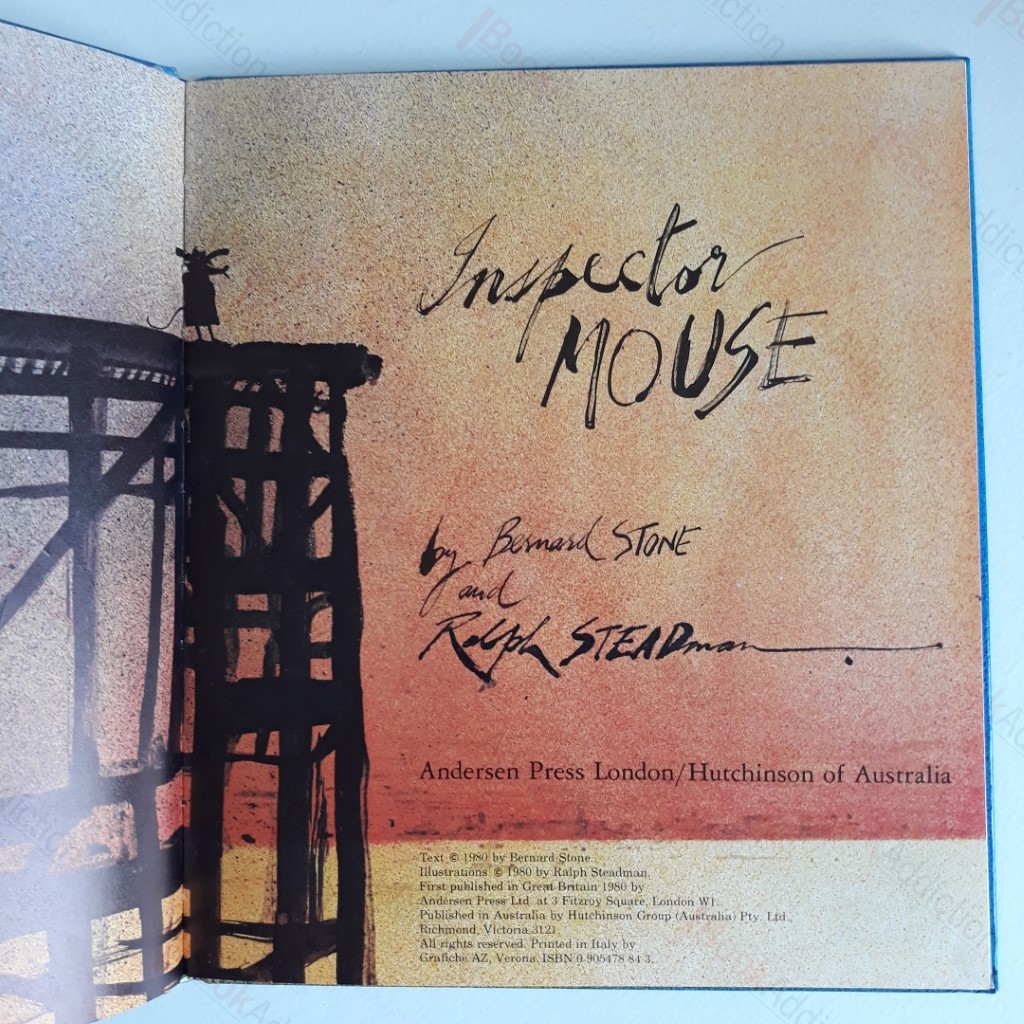 Inspector
MOUSE
by Bernard STONE
and
Ralph STEADman
Andersen Press London/Hutchinson of Australia
Text © 1980 by Bernard Stone.
Illustrations © 1980 by Ralph Steadman.
First published in Great Britain 1980 by
Andersen Press Ltd. at 3 Fitzroy Square, London W1.
Published in Australia by Hutchinson Group (Australia) Pty. Ltd.,
Richmond, Victoria 3121.
All rights reserved. Printed in Italy by
Grafiche AZ, Verona. ISBN 0 905478 84 3.